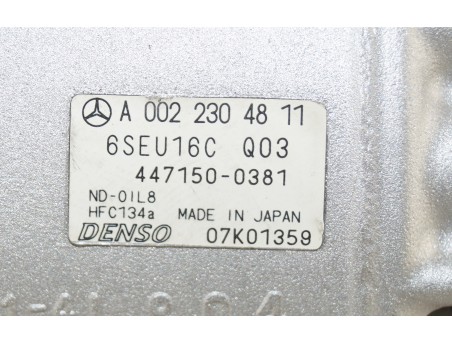 A 002 230 48 11
6SEU16C Q03
447150-0381
ND-OIL8
HFC134a MADE IN JAPAN
DENSO 07K01359